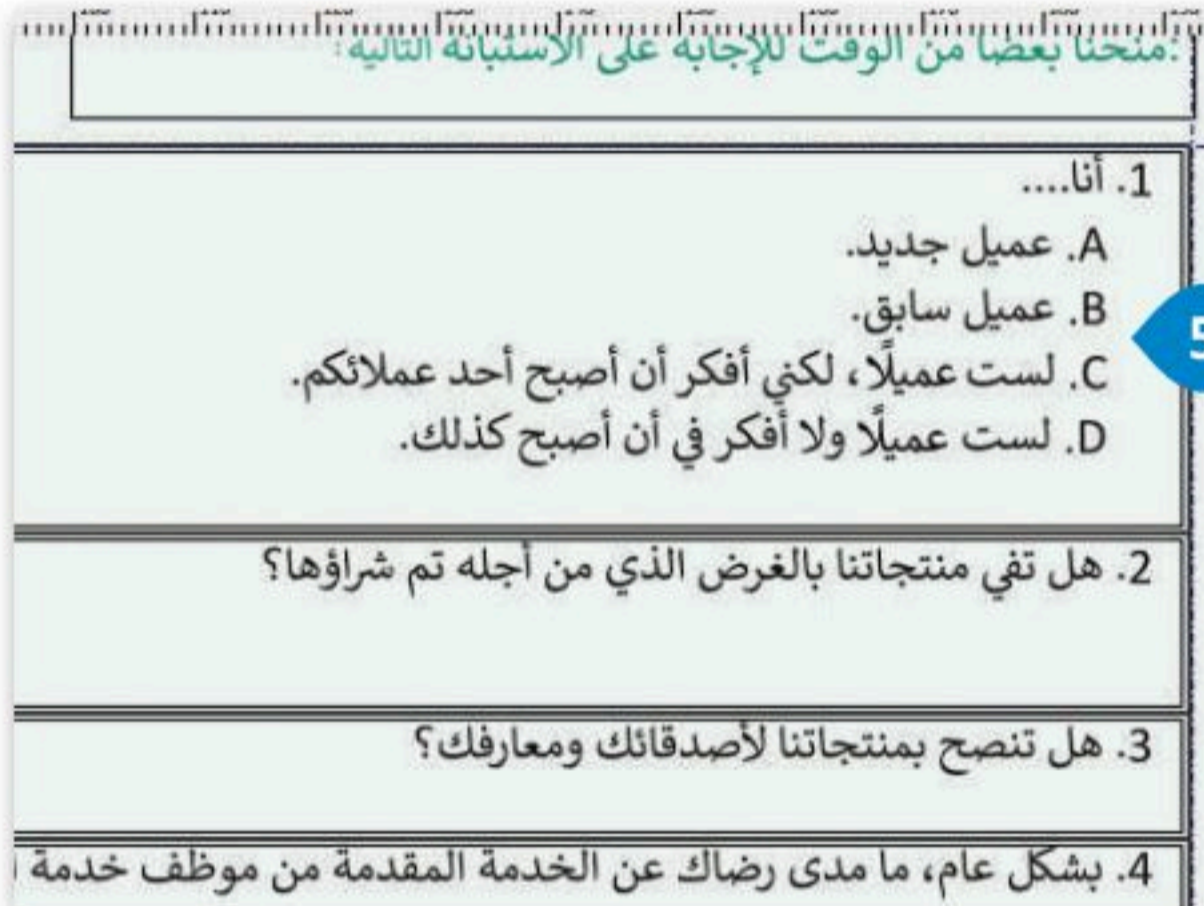 :منحنا بعضًا من الوقت للإجابة على الاستبانة التالية:
1. أنا....
A. عميل جديد.
B. عميل سابق.
C. لست عميلًا، لكني أفكر أن أصبح أحد عملائكم.
D. لست عميلًا ولا أفكر في أن أصبح كذلك.
5
2. هل تفي منتجاتنا بالغرض الذي من أجله تم شراؤها؟
3. هل تنصح بمنتجاتنا لأصدقائك ومعارفك؟
4. بشكل عام، ما مدى رضاك عن الخدمة المقدمة من موظف خدمة